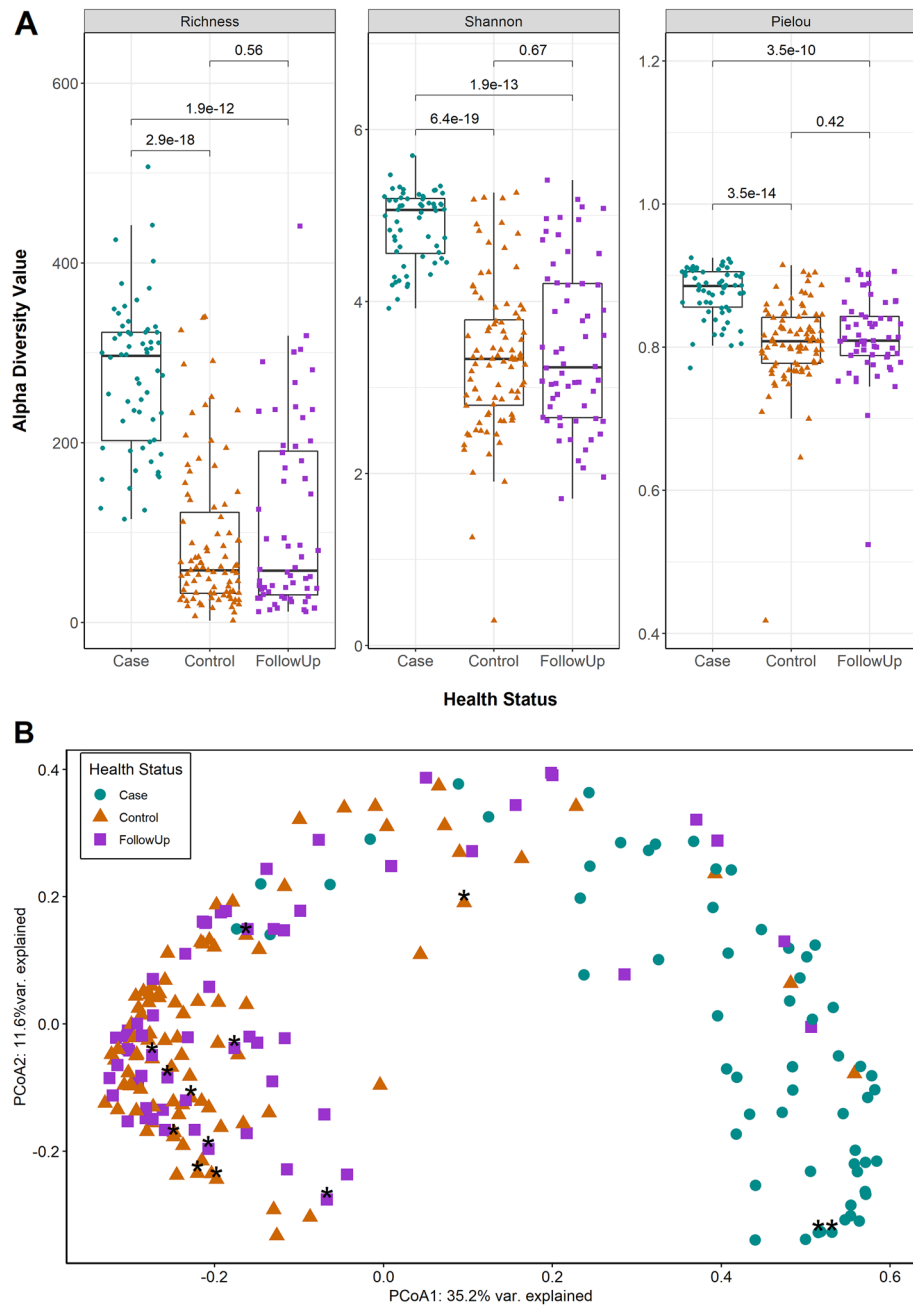 A
Richness
Shannon
Pielou
Alpha Diversity Value
600
400
200
0
0.56
1.9e-12
2.9e-18
Case
Control
FollowUp
6
4
2
0
0.67
1.9e-13
6.4e-19
Case
Control
FollowUp
1.2
1.0
0.8
0.6
0.4
3.5e-10
0.42
3.5e-14
Case
Control
FollowUp
Health Status
B
Health Status
Case
Control
FollowUp
PCoA2: 11.6%var. explained
0.4
0.2
0.0
-0.2
* * * * * * * * * * * * * *
-0.2
0.0
0.2
0.4
0.6
PCoA1: 35.2% var. explained